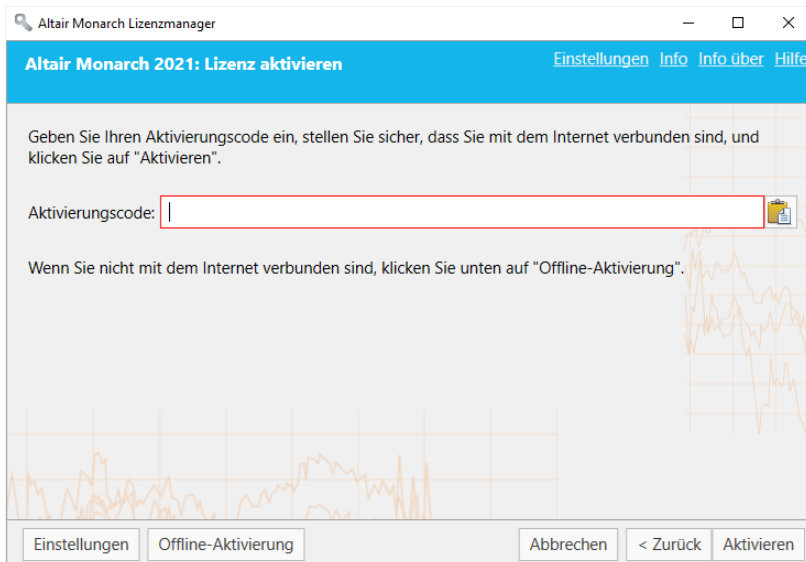 Altair Monarch Lizenzmanager
Altair Monarch 2021: Lizenz aktivieren
Einstellungen Info Info über Hilfe
Geben Sie Ihren Aktivierungscode ein, stellen Sie sicher, dass Sie mit dem Internet verbunden sind, und
klicken Sie auf "Aktivieren".
Aktivierungscode:
Wenn Sie nicht mit dem Internet verbunden sind, klicken Sie unten auf "Offline-Aktivierung".
Einstellungen Offline-Aktivierung Abbrechen < Zurück Aktivieren